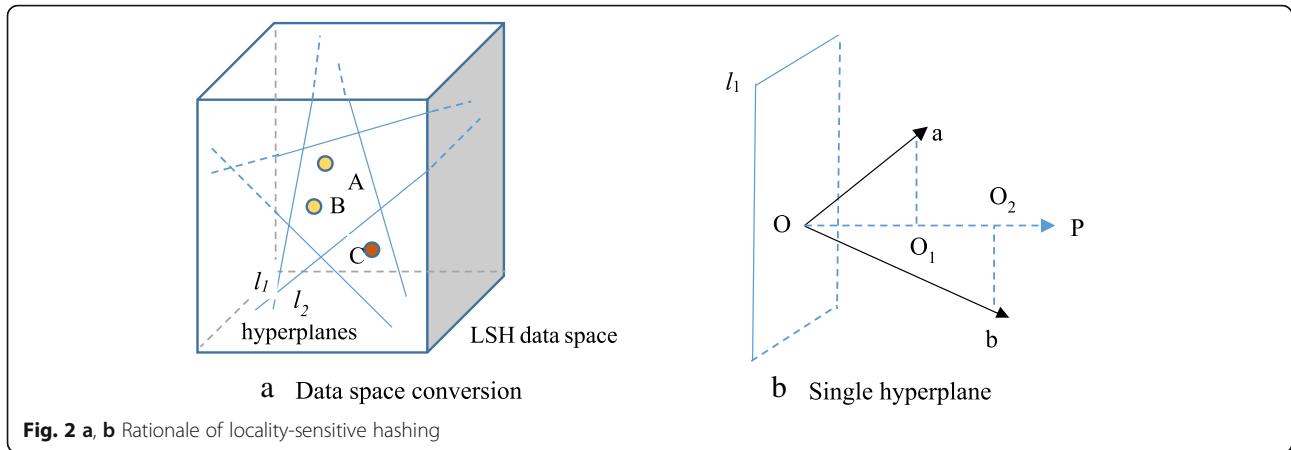 A
B
C
l1
l2
hyperplanes
LSH data space
a Data space conversion
l1
a
O
O1
O2
P
b
b Single hyperplane
Fig. 2 a, b Rationale of locality-sensitive hashing